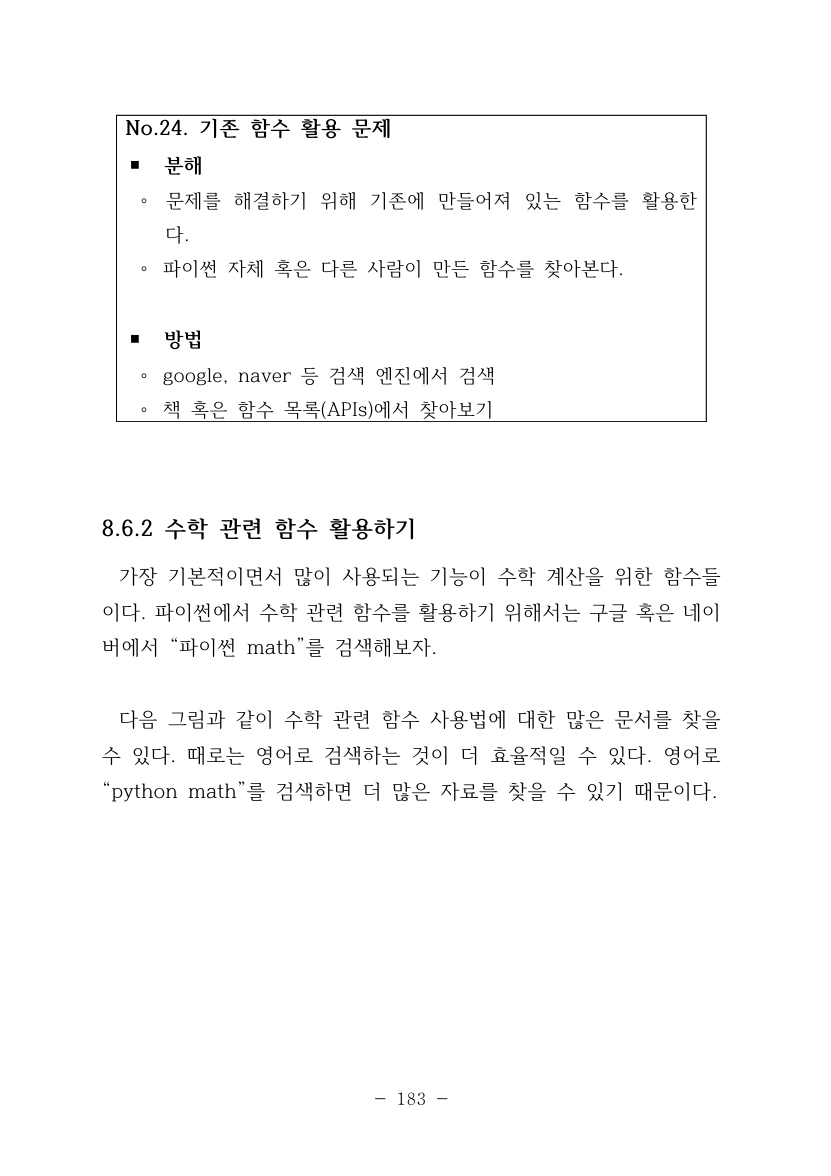 No.24. 기존 함수 활용 문제
▪ 분해
◦ 문제를 해결하기 위해 기존에 만들어져 있는 함수를 활용한
다.
◦ 파이썬 자체 혹은 다른 사람이 만든 함수를 찾아본다.
▪ 방법
◦ google, naver 등 검색 엔진에서 검색
◦ 책 혹은 함수 목록(APIs)에서 찾아보기
8.6.2 수학 관련 함수 활용하기
가장 기본적이면서 많이 사용되는 기능이 수학 계산을 위한 함수들
이다. 파이썬에서 수학 관련 함수를 활용하기 위해서는 구글 혹은 네이
버에서 “파이썬 math”를 검색해보자.
다음 그림과 같이 수학 관련 함수 사용법에 대한 많은 문서를 찾을
수 있다. 때로는 영어로 검색하는 것이 더 효율적일 수 있다. 영어로
“python math”를 검색하면 더 많은 자료를 찾을 수 있기 때문이다.
- 183 -